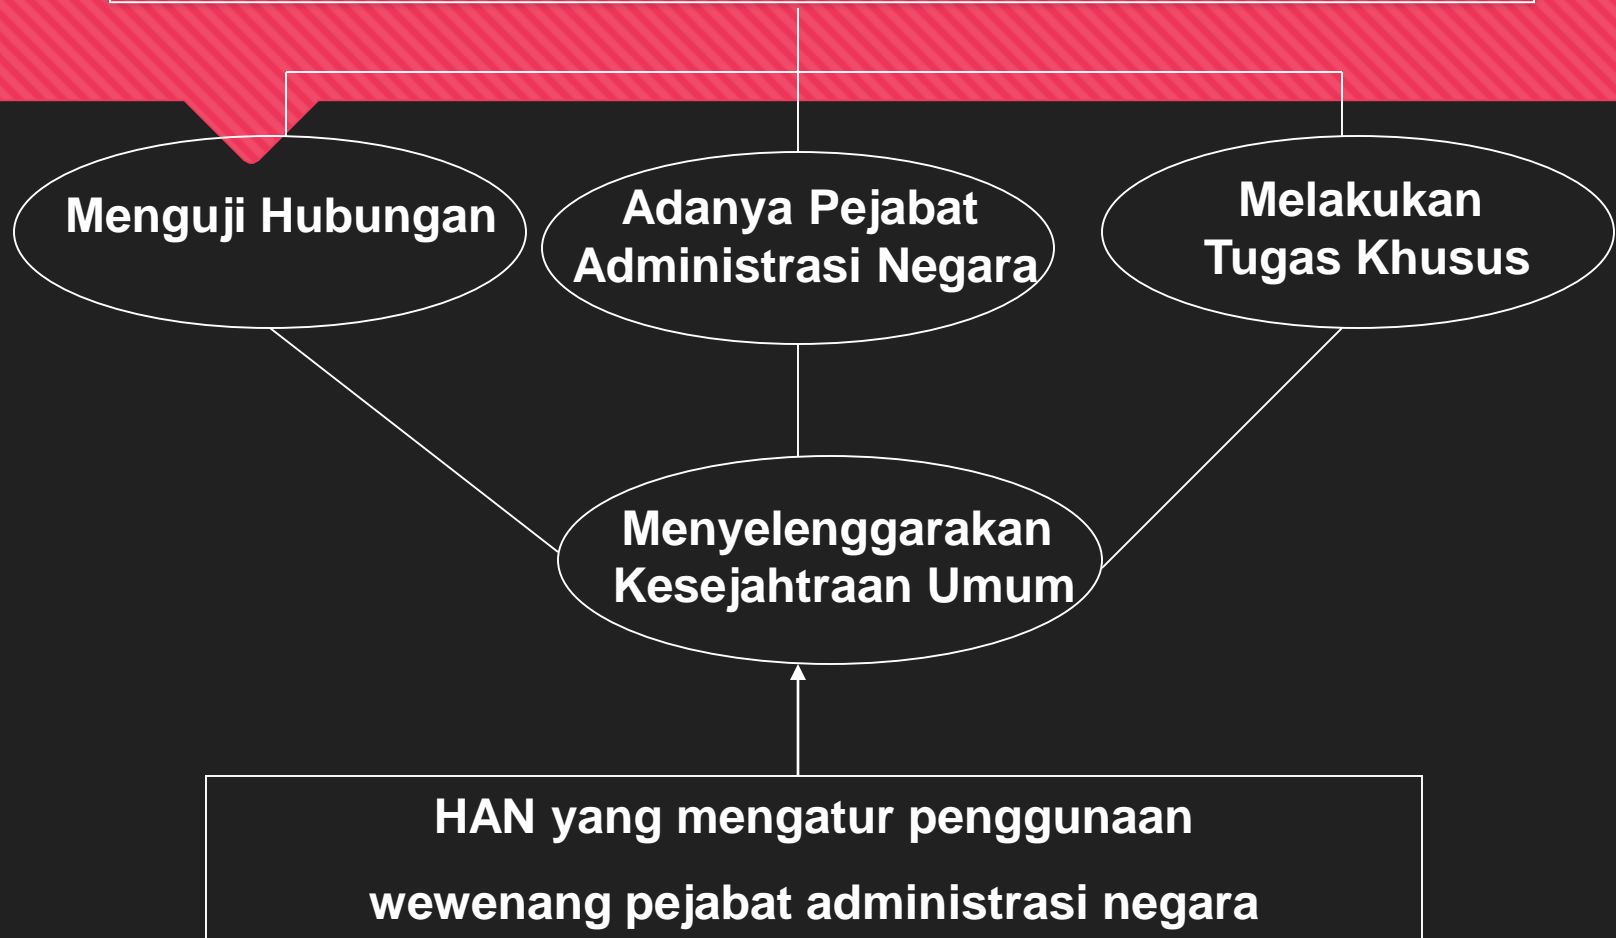 Menguji Hubungan
Adanya Pejabat
Administrasi Negara
Melakukan
Tugas Khusus
Menyelenggarakan
Kesejahtraan Umum
HAN yang mengatur penggunaan
wewenang pejabat administrasi negara